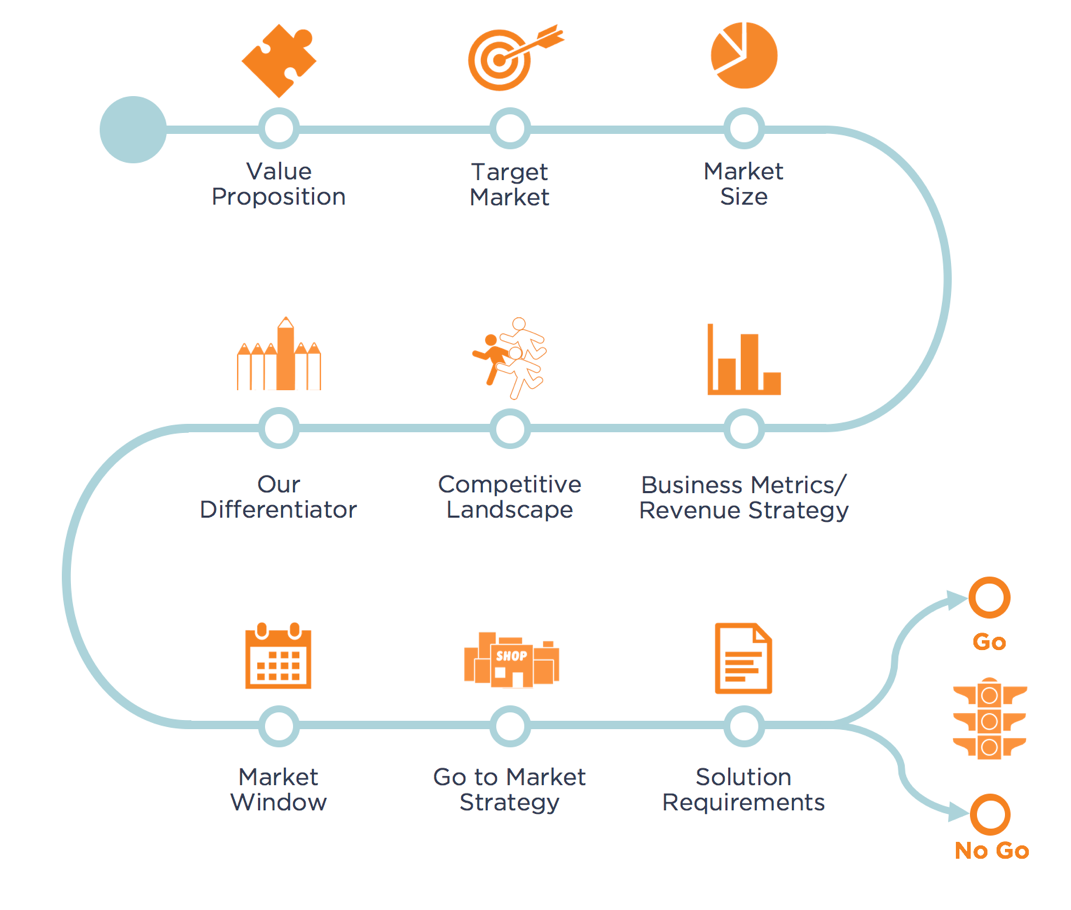 Value
Proposition
Target
Market
Market
Size
Our
Differentiator
Competitive
Landscape
Business Metrics/
Revenue Strategy
SHOP
Market
Window
Go to Market
Strategy
Solution
Requirements
Go
No Go